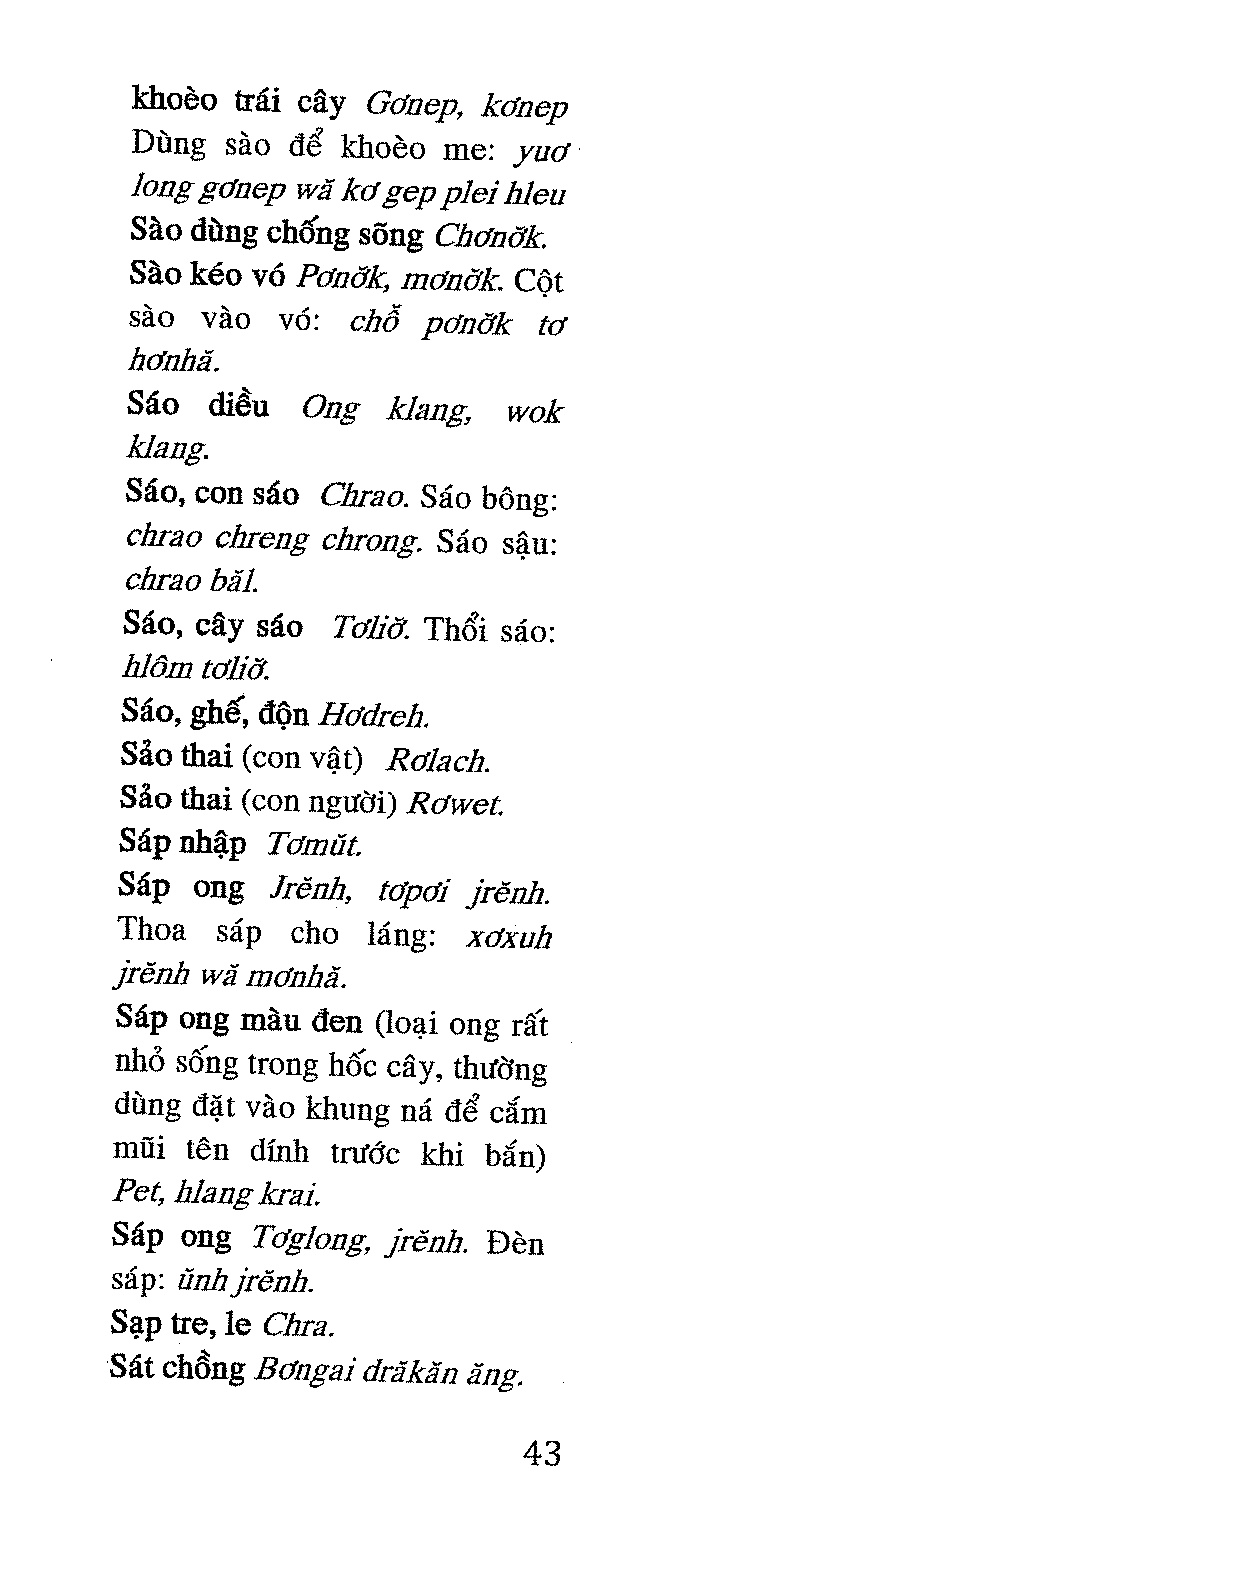 khoèo trái cây Gơnep, kơnep
Dùng sào để khoèo me: yuơ
long gơnep wă kơ gep plei hleu
Sào dùng chống sõng Chơnơ̆k.
Sào kéo vó Pơnơ̆k, mơnơ̆k. Cột
sào vào vó: chỗ pơnơ̆k tơ
hơnhă.
Sáo diều Ong klang, wok
klang.
Sáo, con sáo Chrao. Sáo bông:
chrao chreng chrong. Sáo sậu:
chrao băl.
Sáo, cây sáo Tơliơ̆. Thổi sáo:
hlôm tơliơ̆.
Sáo, ghế, độn Hơdreh.
Sảo thai (con vật) Rơlach.
Sảo thai (con người) Rơwet.
Sáp nhập Tơmŭt.
Sáp ong Jrĕnh, tơpơi jrĕnh.
Thoa sáp cho láng: xơxuh
jrĕnh wă mơnhă.
Sáp ong màu đen (loại ong rất
nhỏ sống trong hốc cây, thường
dùng đặt vào khung ná để cắm
mũi tên dính trước khi bắn)
Pet, hlang krai.
Sáp ong Tơglong, jrĕnh. Đèn
sáp: ŭnh jrĕnh.
Sạp tre, le Chra.
Sát chồng Bơngai drăkăn ăng.
43